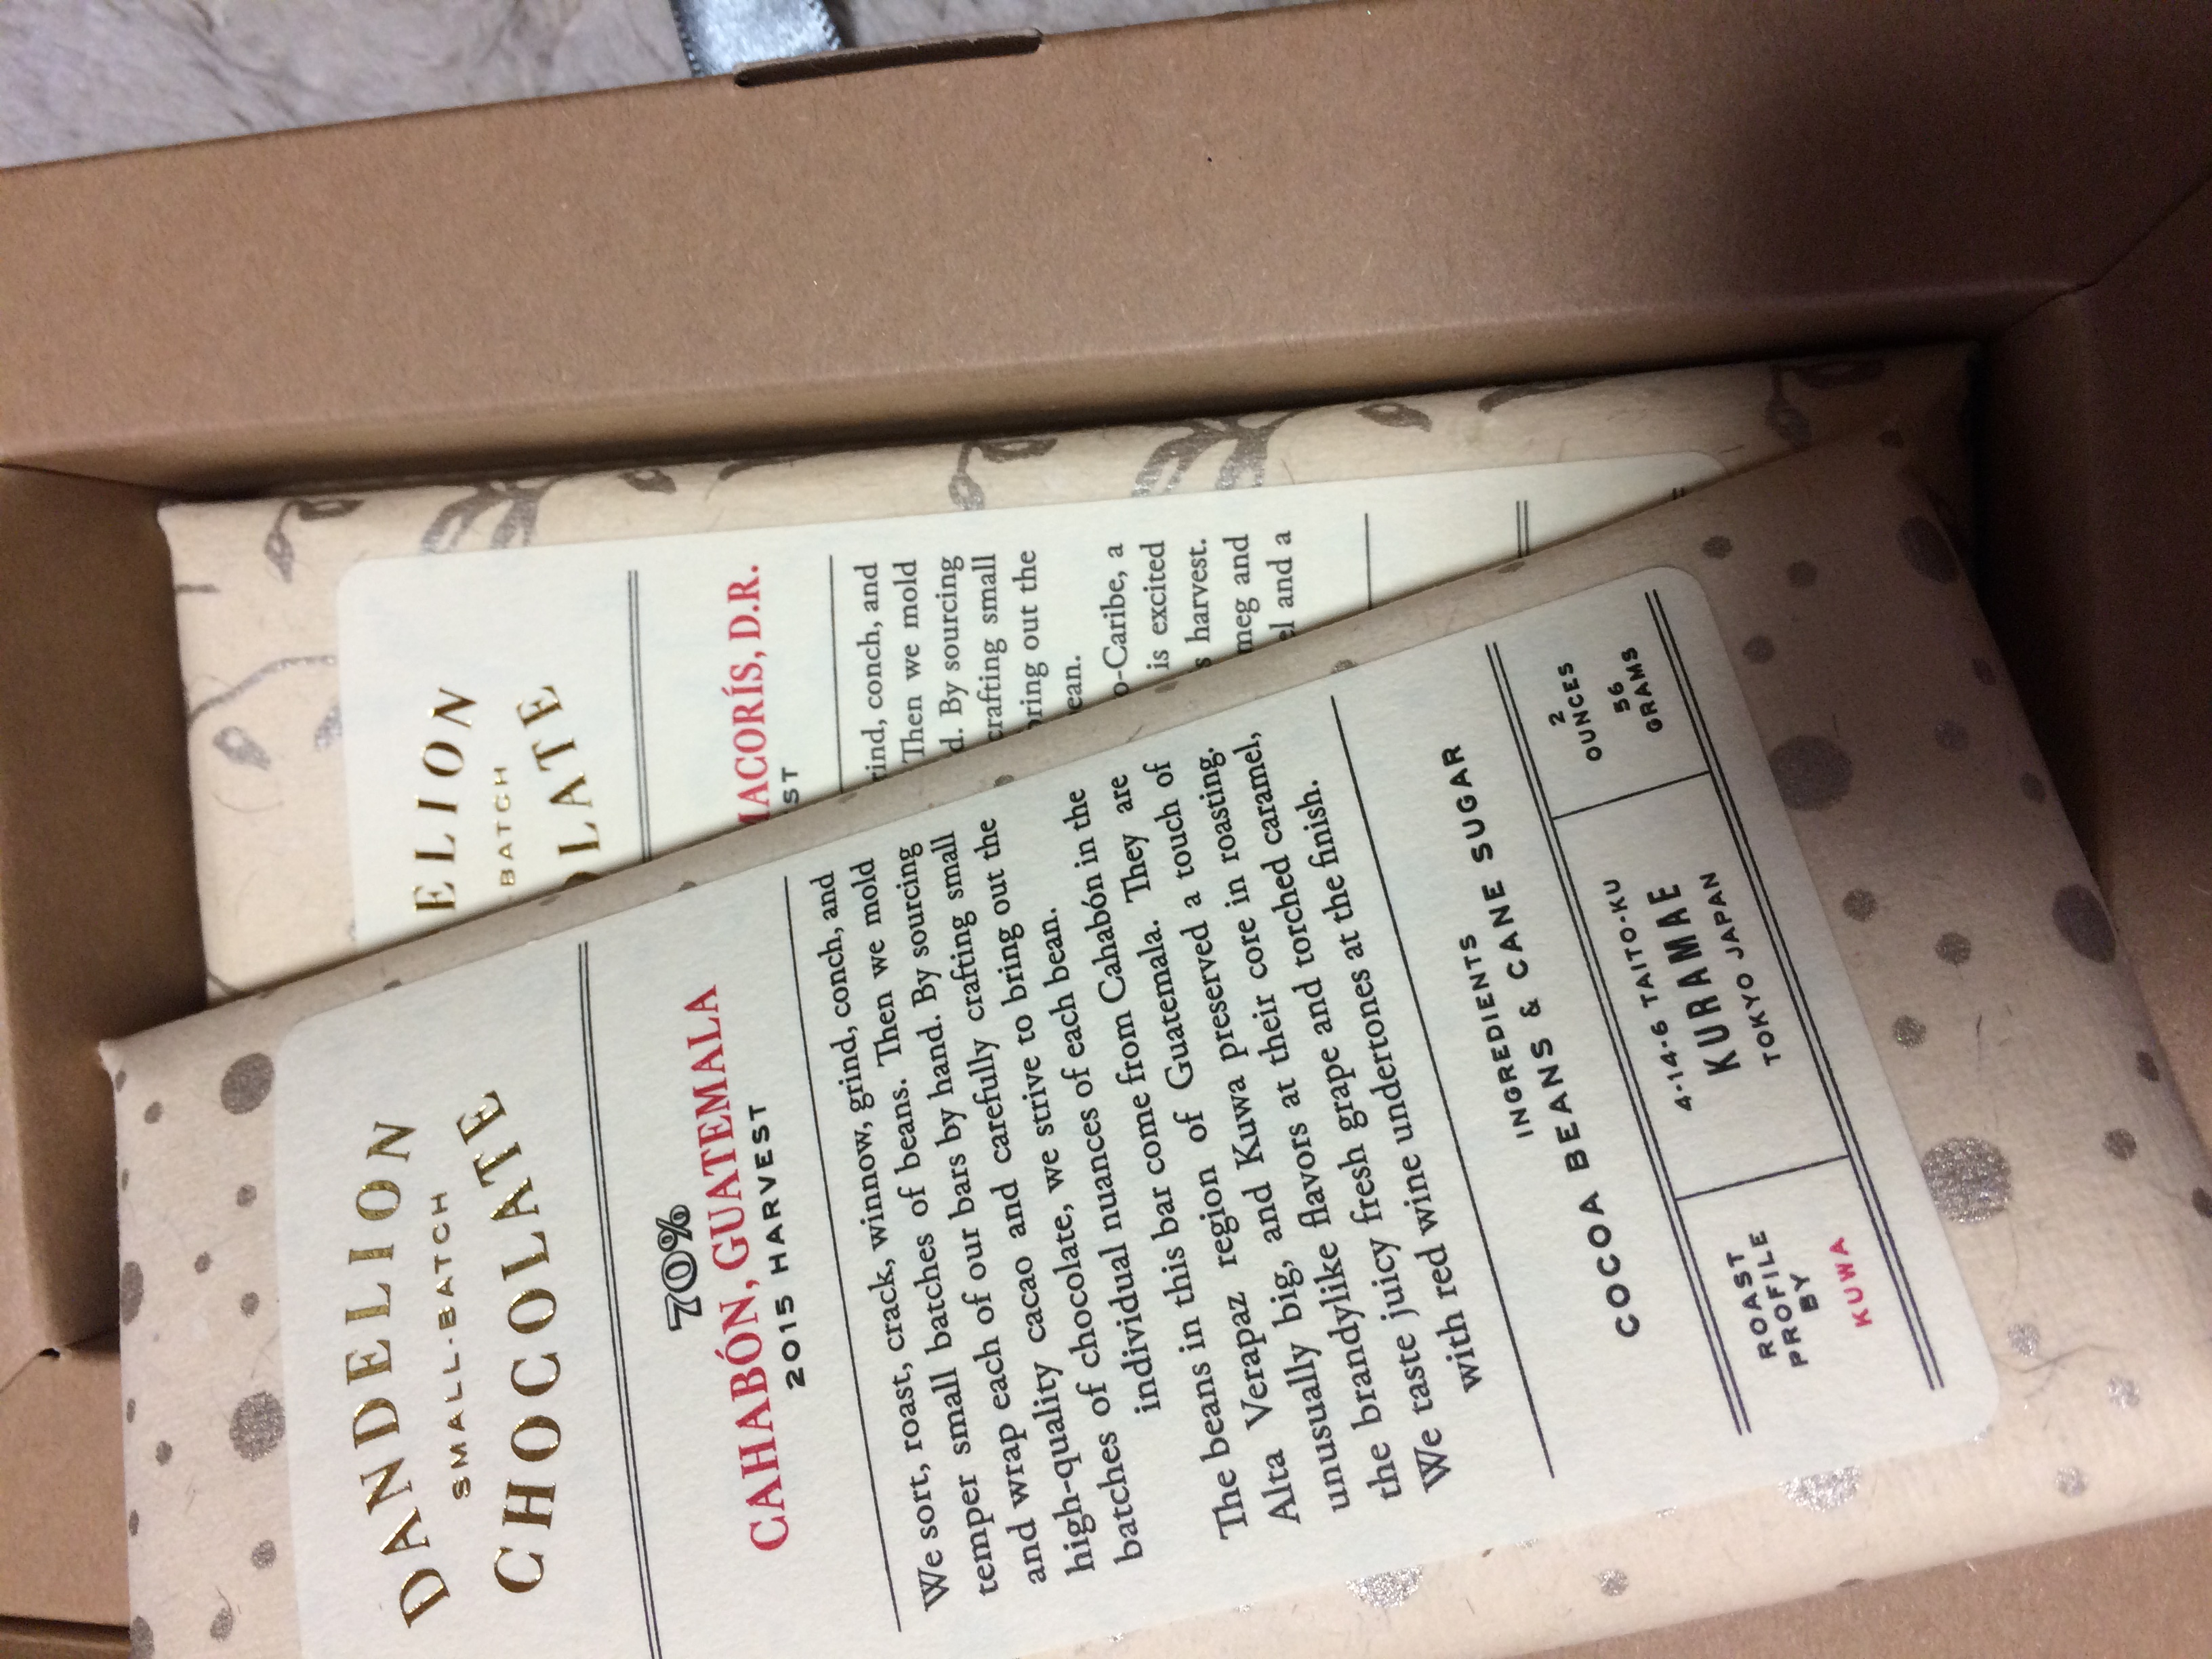 DANDELION
SMALL-BATCH
CHOCOLATE
70%
CAHABÓN, GUATEMALA
2015 HARVEST
We sort, roast, crack, winnow, grind, conch, and
temper small batches of beans. Then we mold
and wrap each of our bars by hand. By sourcing
high-quality cacao and carefully crafting small
batches of chocolate, we strive to bring out the
individual nuances of each bean.
The beans in this bar come from Cahabón in the
Alta Verapaz region of Guatemala. They are
unusually big, and Kuwa preserved a touch of
the brandylike flavors at their core in roasting.
We taste juicy fresh grape and torched caramel,
with red wine undertones at the finish.
INGREDIENTS
COCOA BEANS & CANE SUGAR
ROAST
PROFILE
BY
KUWA
4-14-6 TAITO-KU
KURAMAE
TOKYO JAPAN
2
OUNCES
56
GRAMS
ELION
BATCH
OLATE
MACORÍS, D.R.
ST
rind, conch, and
Then we mold
d. By sourcing
crafting small
bring out the
ean.
o-Caribe, a
is excited
s harvest.
meg and
el and a